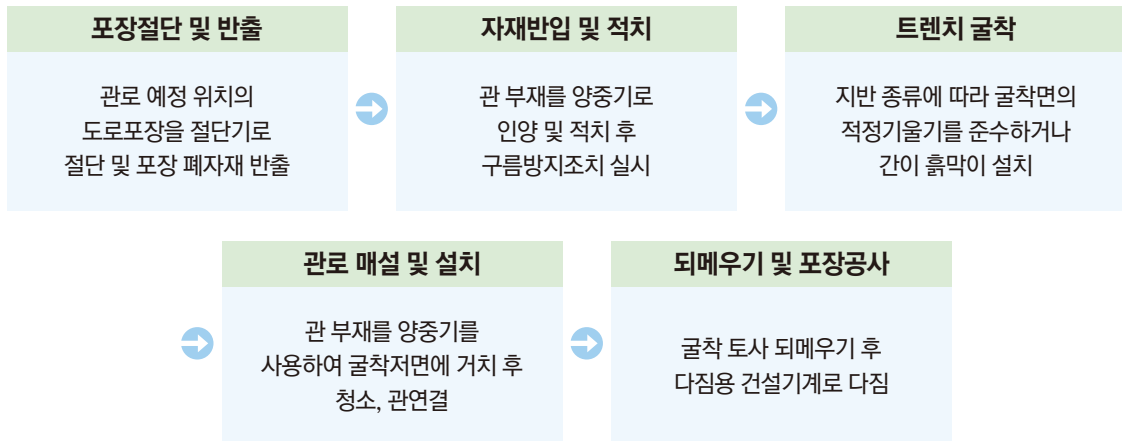 포장절단 및 반출
관로 예정 위치의
도로포장을 절단기로
절단 및 포장 폐자재 반출
자재반입 및 적치
관 부재를 양중기로
인양 및 적치 후
구름방지조치 실시
트렌치 굴착
지반 종류에 따라 굴착면의
적정기울기를 준수하거나
간이 흙막이 설치
관로 매설 및 설치
관 부재를 양중기를
사용하여 굴착저면에 거치 후
청소, 관연결
되메우기 및 포장공사
굴착 토사 되메우기 후
다짐용 건설기계로 다짐